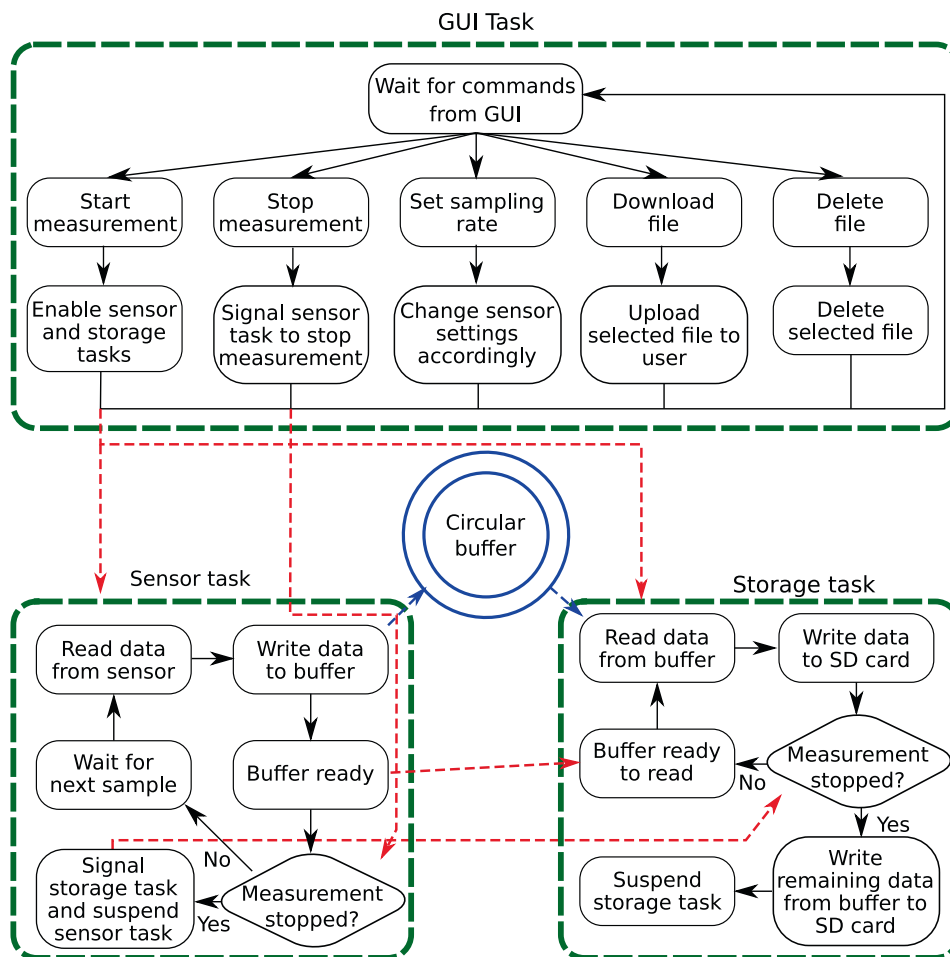 GUI Task
Wait for commands
from GUI
Start
measurement
Stop
measurement
Set sampling
rate
Download
file
Delete
file
Enable sensor
and storage
tasks
Signal sensor
task to stop
measurement
Change sensor
settings
accordingly
Upload
selected file to
user
Delete
selected file
Circular
buffer
Sensor task
Read data
from sensor
Write data
to buffer
Wait for
next sample
Buffer ready
No
Signal
storage task
and suspend
sensor task
Yes
Measurement
stopped?
Storage task
Read data
from buffer
Write data
to SD card
Buffer ready
to read
No
Measurement
stopped?
Yes
Suspend
storage task
Write
remaining data
from buffer to
SD card